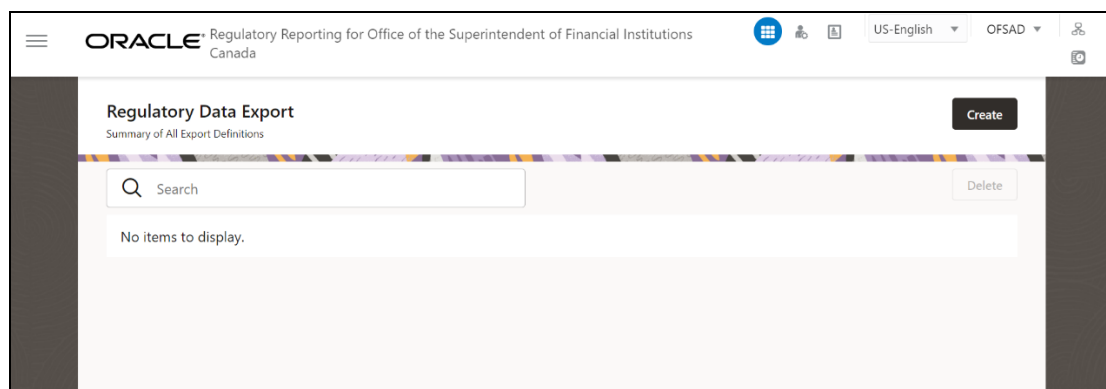 ORACLE® Regulatory Reporting for Office of the Superintendent of Financial Institutions
Canada
US-English
OFSAD
Regulatory Data Export
Create
Summary of All Export Definitions
Search
Delete
No items to display.